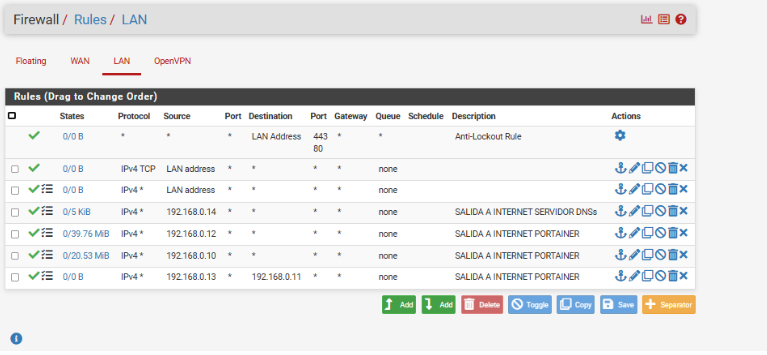 Firewall / Rules / LAN
Floating WAN LAN OpenVPN
Rules (Drag to Change Order)
States Protocol Source Port Destination Port Gateway Queue Schedule Description Actions
0/0 B * * * LAN Address 443 * * Anti-Lockout Rule
80
0/0 B IPv4 TCP LAN address * * * * none
0/0 B IPv4 * LAN address * * * * none
0/5 KiB IPv4 * 192.168.0.14 * * * * none SALIDA A INTERNET SERVIDOR DNSs
0/39.76 MiB IPv4 * 192.168.0.12 * * * * none SALIDA A INTERNET PORTAINER
0/20.53 MiB IPv4 * 192.168.0.10 * * * * none SALIDA A INTERNET PORTAINER
0/0 B IPv4 * 192.168.0.13 * 192.168.0.11 * * none SALIDA A INTERNET PORTAINER
Add Add Delete Toggle Copy Save Separator